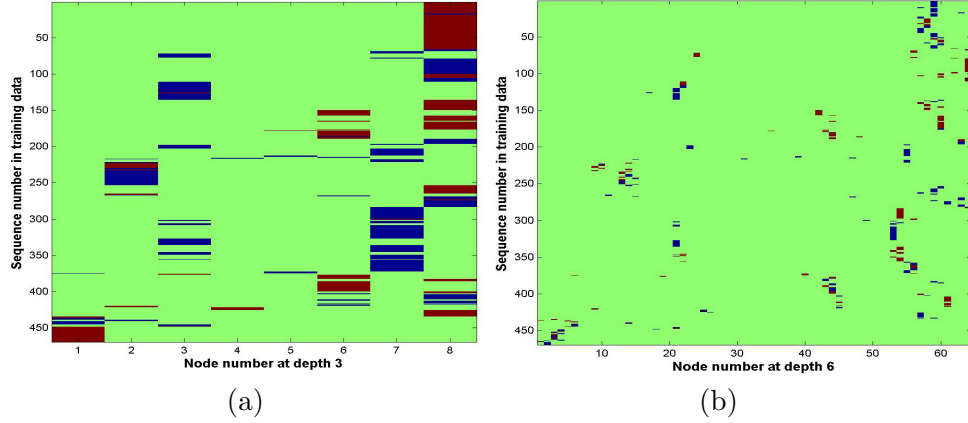 50
100
150
200
250
300
350
400
450
Sequence number in training data
1 2 3 4 5 6 7 8
Node number at depth 3
(a)
50
100
150
200
250
300
350
400
450
Sequence number in training data
10 20 30 40 50 60
Node number at depth 6
(b)